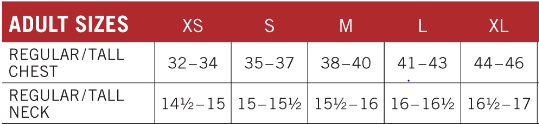 ADULT SIZES XS S M L XL
REGULAR/TALL
CHEST 32–34 35–37 38–40 41–43 44–46
REGULAR/TALL
NECK 14½–15 15–15½ 15½–16 16–16½ 16½–17